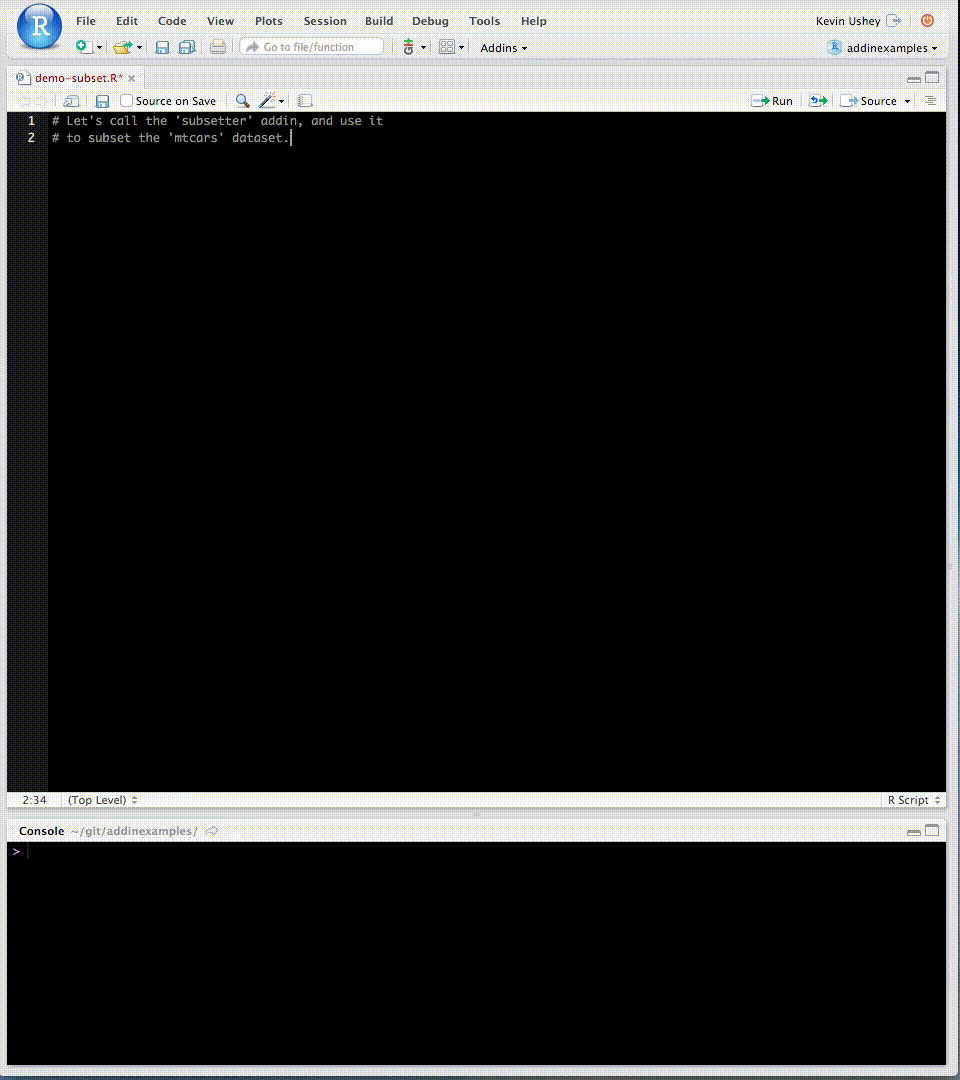 R File Edit Code View Plots Session Build Debug Tools Help Kevin Ushey
Go to file/function Addins addinexamples
demo-subset.R*
Source on Save Run Source
1 # Let's call the 'subsetter' addin, and use it
2 # to subset the 'mtcars' dataset.
2:34 (Top Level) R Script
Console ~/git/addinexamples/
>